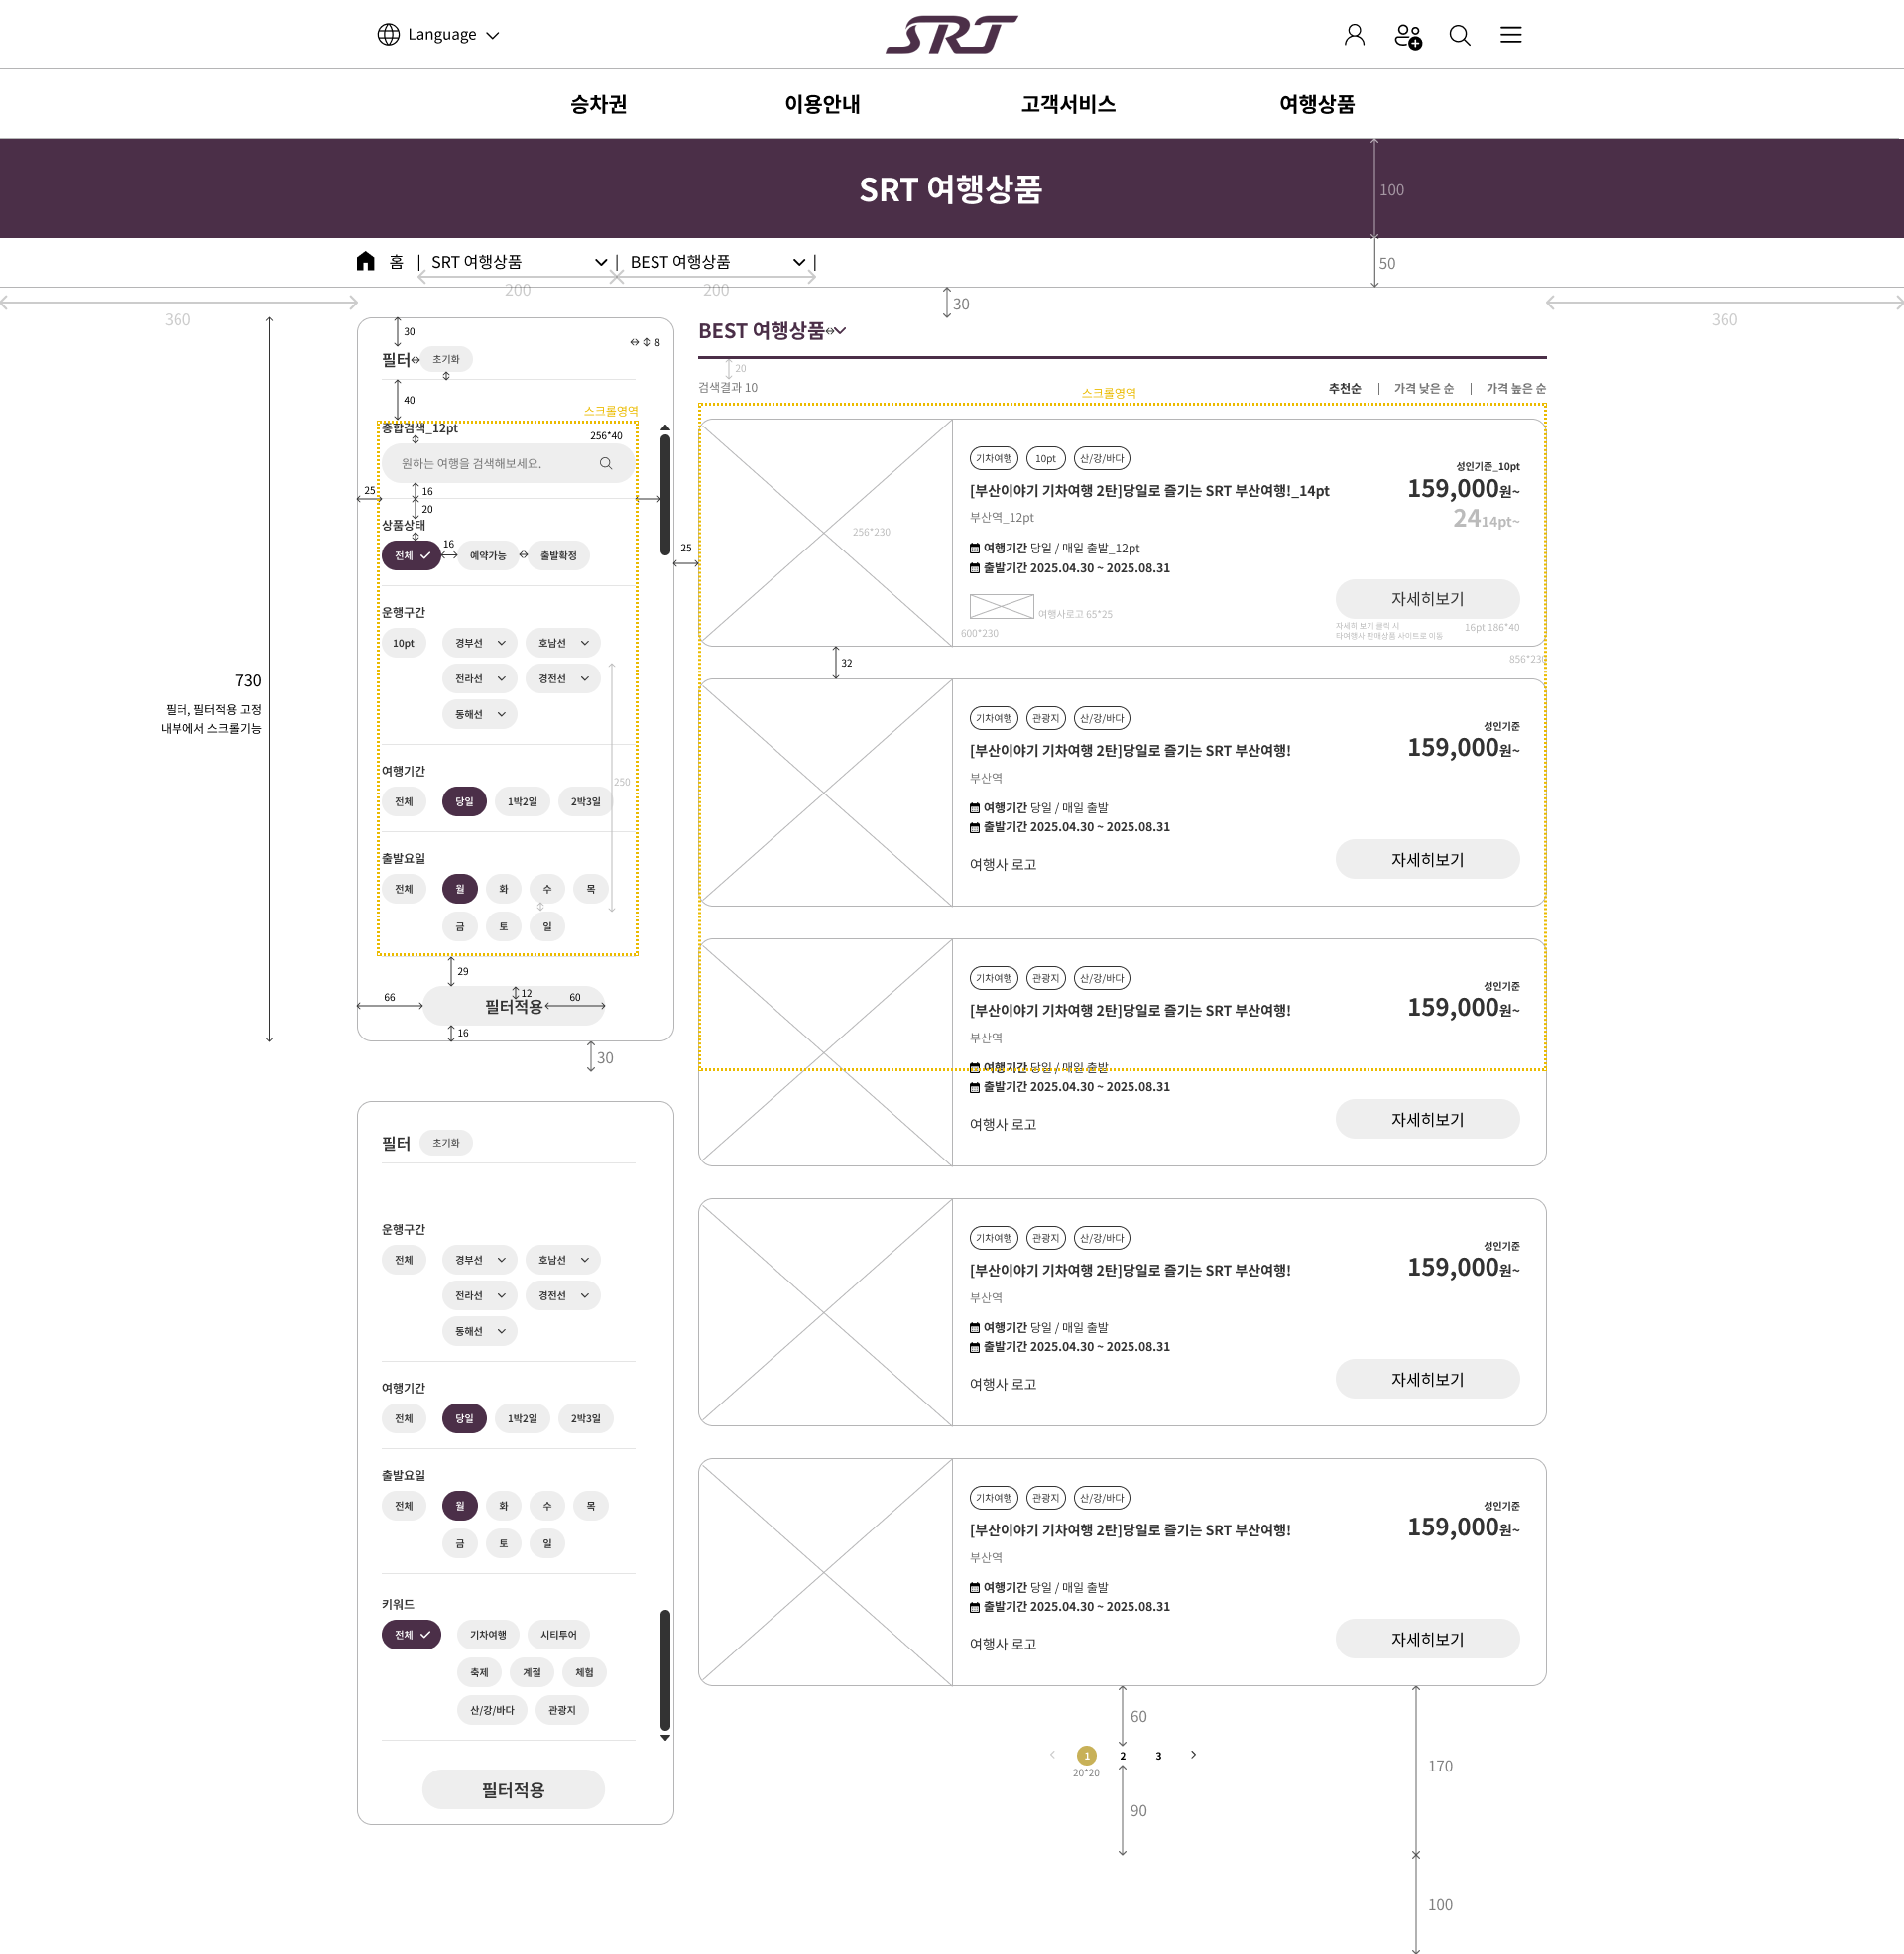 Language
SRT
승차권
이용안내
고객서비스
여행상품
SRT 여행상품
100
홈 | SRT 여행상품 | BEST 여행상품 |
50
200
200
30
360
360
30
8
필터
초기화
40
스크롤영역
종합검색_12pt
256*40
원하는 여행을 검색해보세요.
25
16
20
상품상태
16
전체
예약가능
출발확정
25
운행구간
10pt
경부선
호남선
전라선
경전선
동해선
730
필터, 필터적용 고정
내부에서 스크롤기능
여행기간
250
전체
당일
1박2일
2박3일
출발요일
전체
월
화
수
목
금
토
일
29
66
12
60
필터적용
16
30
필터
초기화
운행구간
전체
경부선
호남선
전라선
경전선
동해선
여행기간
전체
당일
1박2일
2박3일
출발요일
전체
월
화
수
목
금
토
일
키워드
전체
기차여행
시티투어
축제
계절
체험
산/강/바다
관광지
필터적용
BEST 여행상품
20
검색결과 10
스크롤영역
추천순 | 가격 낮은 순 | 가격 높은 순
256*230
기차여행
10pt
산/강/바다
성인기준_10pt
[부산이야기 기차여행 2탄]당일로 즐기는 SRT 부산여행!_14pt
159,000원~
부산역_12pt
2414pt~
여행기간 당일 / 매일 출발_12pt
출발기간 2025.04.30 ~ 2025.08.31
자세히보기
여행사로고 65*25
자세히 보기 클릭 시
타여행사 판매상품 사이트로 이동
16pt 186*40
600*230
856*230
32
기차여행
관광지
산/강/바다
성인기준
[부산이야기 기차여행 2탄]당일로 즐기는 SRT 부산여행!
159,000원~
부산역
여행기간 당일 / 매일 출발
출발기간 2025.04.30 ~ 2025.08.31
여행사 로고
자세히보기
기차여행
관광지
산/강/바다
성인기준
[부산이야기 기차여행 2탄]당일로 즐기는 SRT 부산여행!
159,000원~
부산역
여행기간 당일 / 매일 출발
출발기간 2025.04.30 ~ 2025.08.31
여행사 로고
자세히보기
기차여행
관광지
산/강/바다
성인기준
[부산이야기 기차여행 2탄]당일로 즐기는 SRT 부산여행!
159,000원~
부산역
여행기간 당일 / 매일 출발
출발기간 2025.04.30 ~ 2025.08.31
여행사 로고
자세히보기
기차여행
관광지
산/강/바다
성인기준
[부산이야기 기차여행 2탄]당일로 즐기는 SRT 부산여행!
159,000원~
부산역
여행기간 당일 / 매일 출발
출발기간 2025.04.30 ~ 2025.08.31
여행사 로고
자세히보기
60
1
2
3
20*20
170
90
100